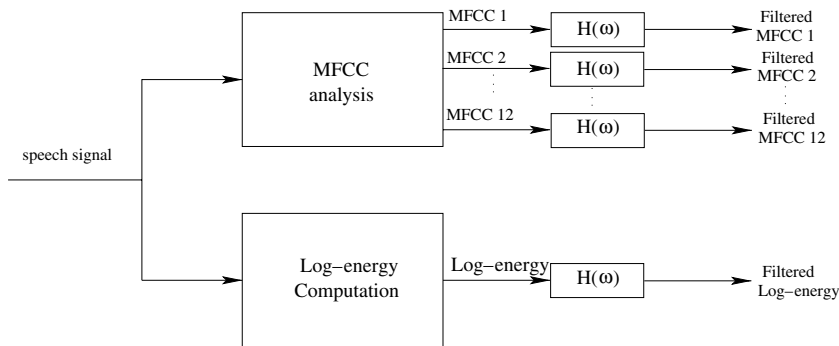 MFCC 1
H(ω)
Filtered
MFCC 1
MFCC
analysis
MFCC 2
H(ω)
Filtered
MFCC 2
MFCC 12
H(ω)
Filtered
MFCC 12
speech signal
Log−energy
Computation
Log−energy
H(ω)
Filtered
Log−energy